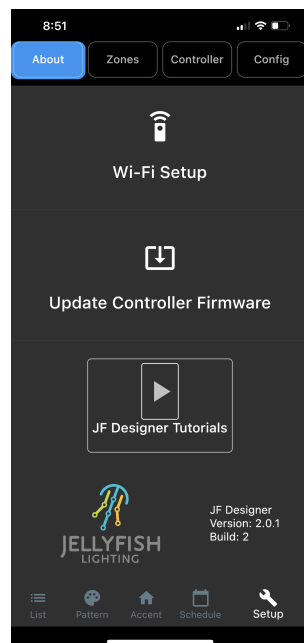 8:51
About
Zones
Controller
Config
Wi-Fi Setup
Update Controller Firmware
JF Designer Tutorials
JELLYFISH
LIGHTING
JF Designer
Version: 2.0.1
Build: 2
List
Pattern
Accent
Schedule
Setup